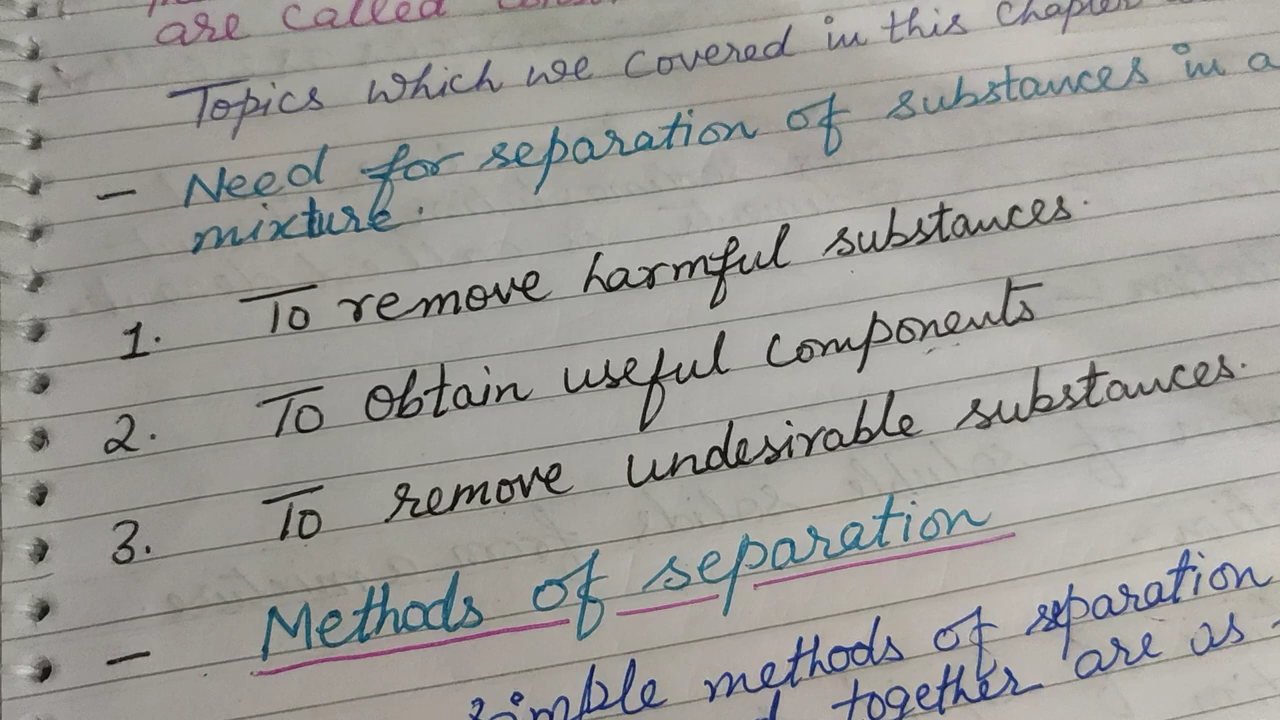 are called
Topics which we covered in this chapter
– Need for separation of substances in a
mixture.
1. To remove harmful substances.
2. To obtain useful components
3. To remove undesirable substances.
– Methods of separation
simple methods of separation
together are as